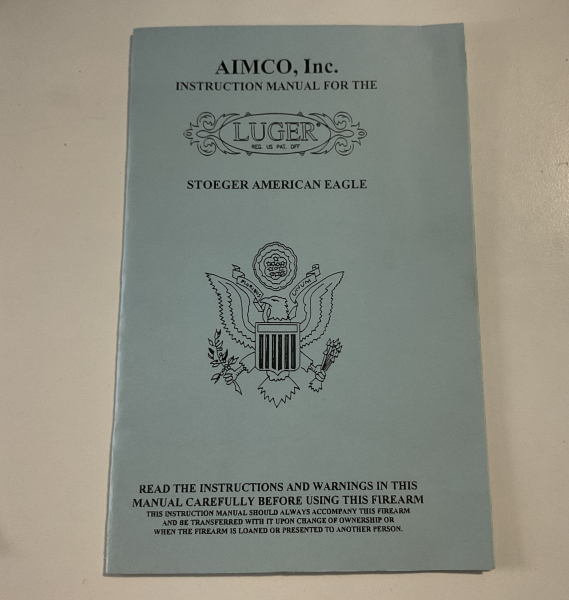 AIMCO, Inc.
INSTRUCTION MANUAL FOR THE
LUGER®
REG. US PAT. OFF
STOEGER AMERICAN EAGLE
READ THE INSTRUCTIONS AND WARNINGS IN THIS
MANUAL CAREFULLY BEFORE USING THIS FIREARM
THIS INSTRUCTION MANUAL SHOULD ALWAYS ACCOMPANY THIS FIREARM
AND BE TRANSFERRED WITH IT UPON CHANGE OF OWNERSHIP OR
WHEN THE FIREARM IS LOANED OR PRESENTED TO ANOTHER PERSON.